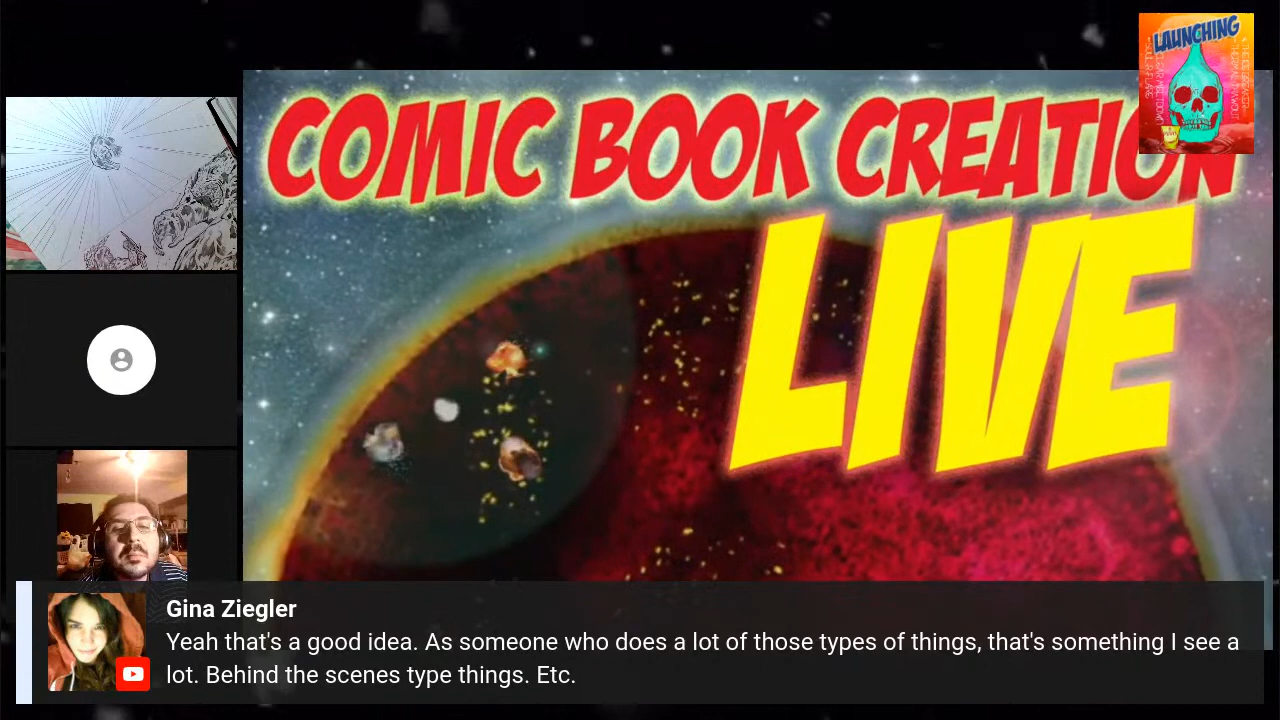 COMIC BOOK CREATION
LIVE
LAUNCHING
Gina Ziegler
Yeah that's a good idea. As someone who does a lot of those types of things, that's something I see a
lot. Behind the scenes type things. Etc.